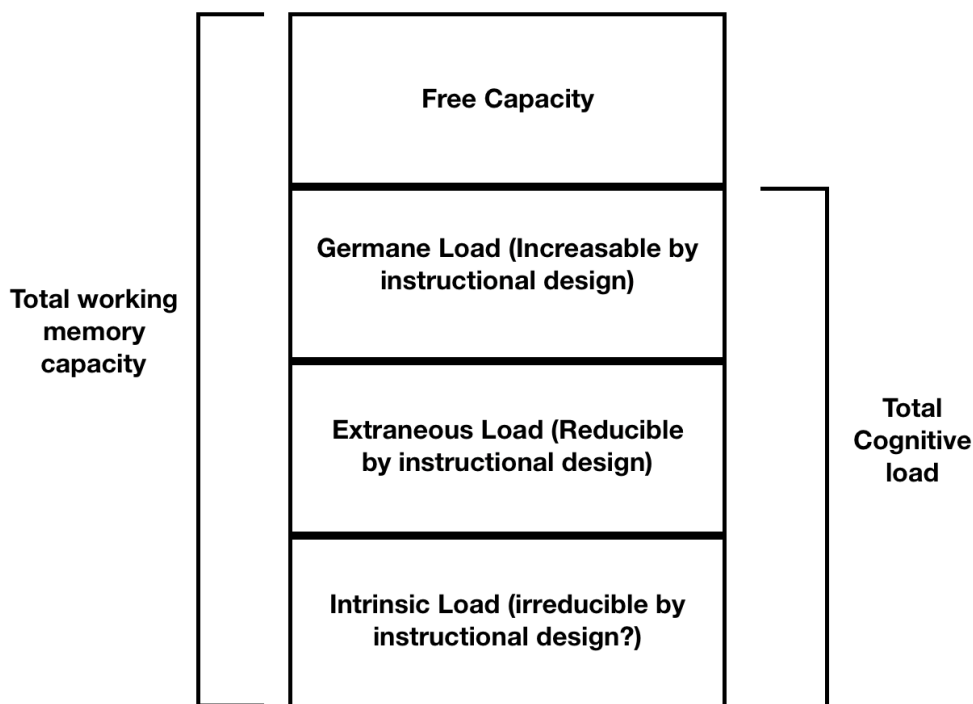 Free Capacity
Germane Load (Increasable by
instructional design)
Total working
memory
capacity
Extraneous Load (Reducible
by instructional design)
Total
Cognitive
load
Intrinsic Load (irreducible by
instructional design?)